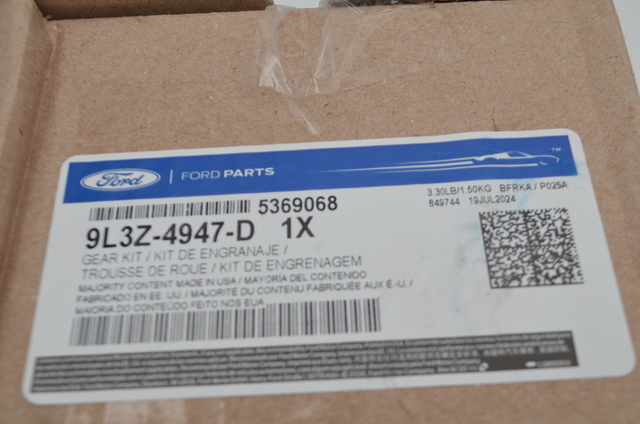 Ford FORD PARTS TM
5369068
3.30LB/1.50KG BFRKA / P025A
849744 19JUL2024
9L3Z-4947-D 1X
GEAR KIT / KIT DE ENGRANAJE /
TROUSSE DE ROUE / KIT DE ENGRENAGEM
MAJORITY CONTENT MADE IN USA / MAYORÍA DEL CONTENIDO
FABRICADO EN EE. UU. / MAJORITE DU CONTENU FABRIQUÉE AUX É.-U. /
MAIORIA DO CONTEÚDO FEITO NOS EUA